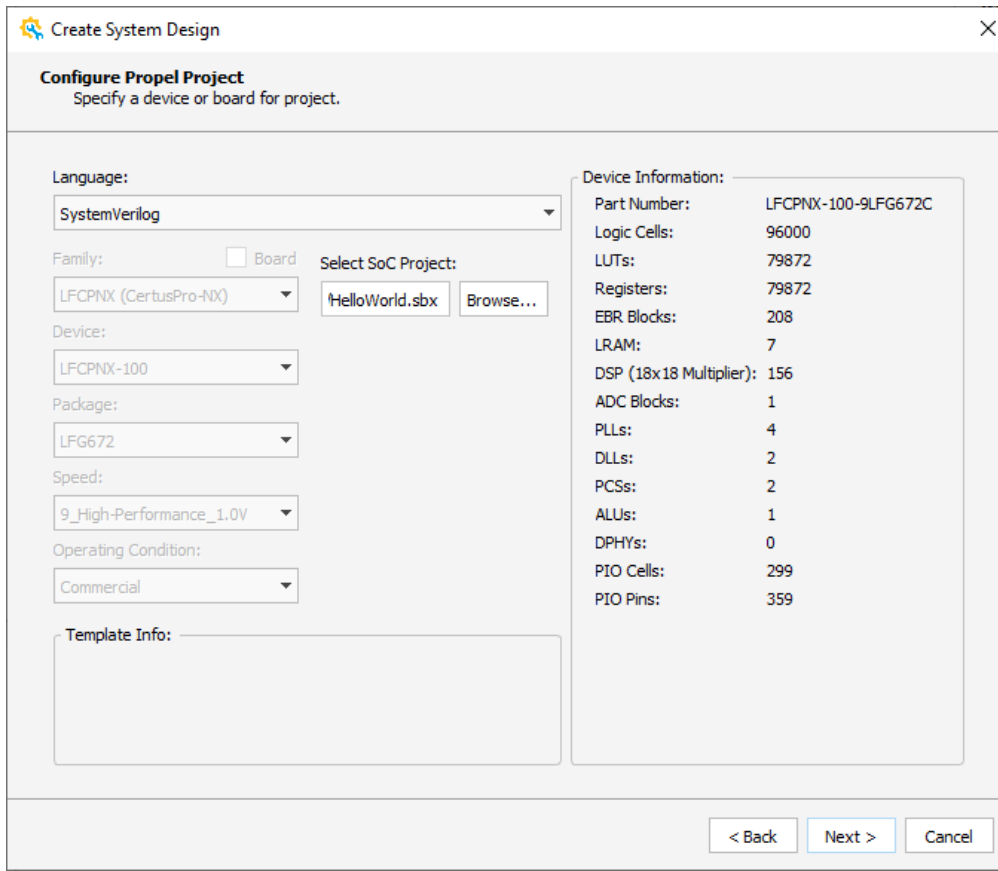 Create System Design
Configure Propel Project
Specify a device or board for project.
Language:
SystemVerilog
Family:
Board
LFCPNX (CertusPro-NX)
Device:
LFCPNX-100
Package:
LFG672
Speed:
9_High-Performance_1.0V
Operating Condition:
Commercial
Select SoC Project:
/HelloWorld.sbx
Browse...
Template Info:
Device Information:
Part Number: LFCPNX-100-9LFG672C
Logic Cells: 96000
LUTs: 79872
Registers: 79872
EBR Blocks: 208
LRAM: 7
DSP (18x18 Multiplier): 156
ADC Blocks: 1
PLLs: 4
DLLs: 2
PCSs: 2
ALUs: 1
DPHYs: 0
PIO Cells: 299
PIO Pins: 359
< Back
Next >
Cancel